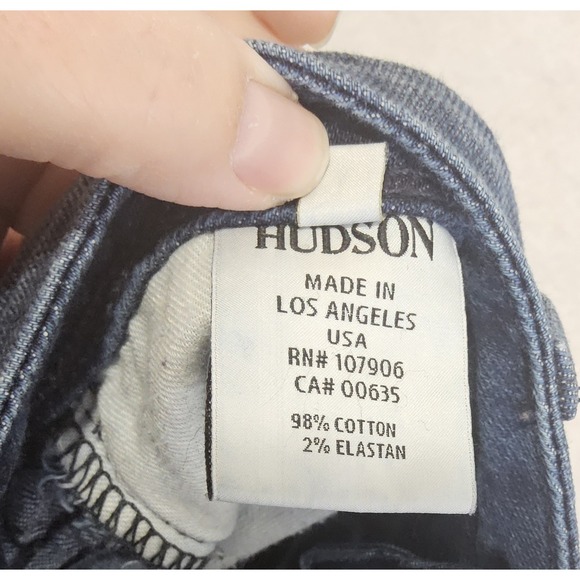 HUDSON
MADE IN
LOS ANGELES
USA
RN# 107906
CA# 00635
98% COTTON
2% ELASTAN